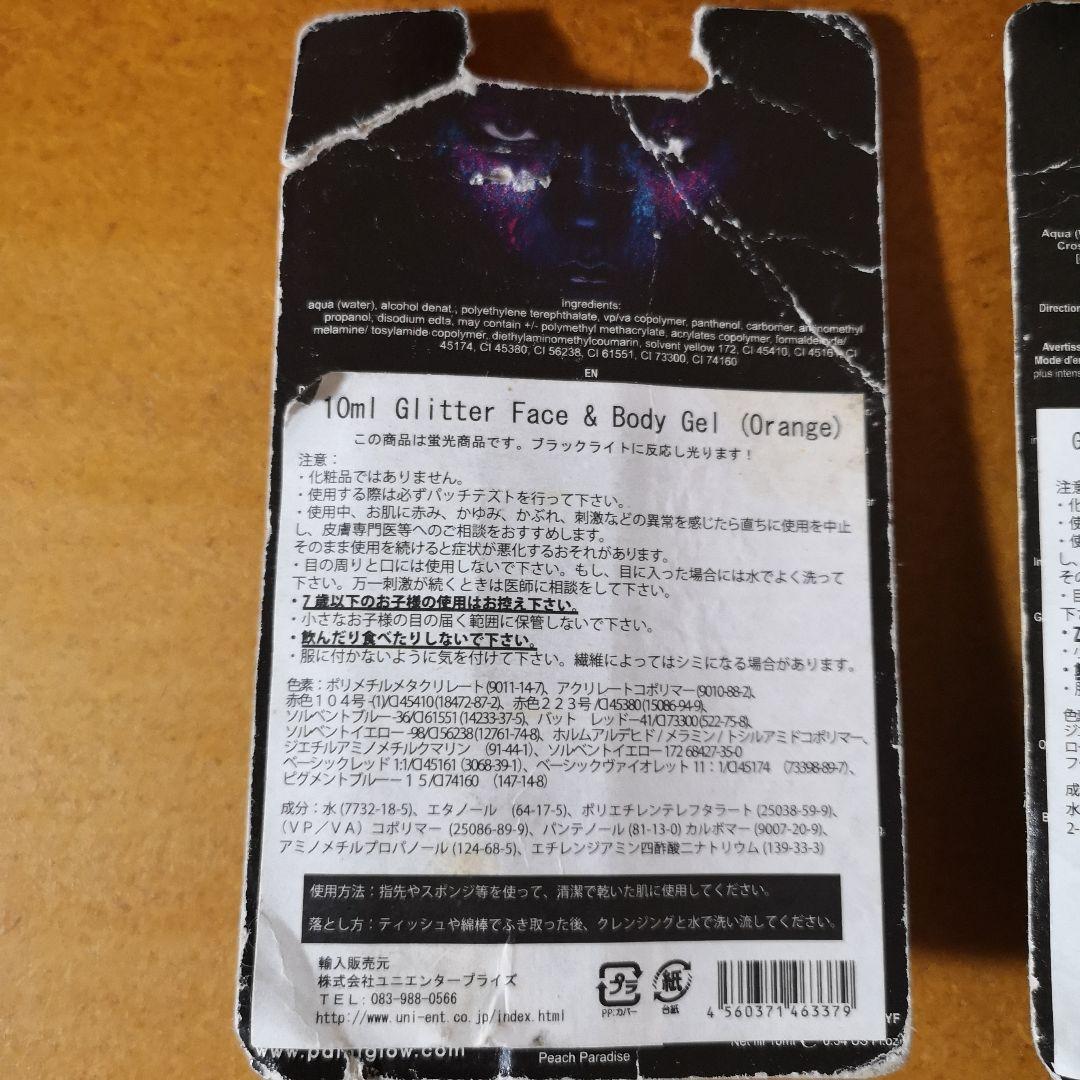 ingredients:
aqua (water), alcohol denat., polyethylene terephthalate, vp/va copolymer, panthenol, carbomer, aminomethyl
propanol, disodium edta, may contain +/- polymethyl methacrylate, acrylates copolymer, formaldehyde/
melamine/ tosylamide copolymer, diethylaminomethylcoumarin, solvent yellow 172, CI 45410, CI 45161, CI
45174, CI 45380, CI 56238, CI 61551, CI 73300, CI 74160
EN
10ml Glitter Face & Body Gel (Orange)
この商品は蛍光商品です。ブラックライトに反応し光ります！
注意：
・化粧品ではありません。
・使用する際は必ずパッチテストを行って下さい。
・使用中、お肌に赤み、かゆみ、かぶれ、刺激などの異常を感じたら直ちに使用を中止
し、皮膚専門医等へのご相談をおすすめします。
そのまま使用を続けると症状が悪化するおそれがあります。
・目の周りと口には使用しないで下さい。もし、目に入った場合には水でよく洗って
下さい。万一刺激が続くときは医師に相談をして下さい。
・７歳以下のお子様の使用はお控え下さい。
・小さなお子様の目の届く範囲に保管しないで下さい。
・飲んだり食べたりしないで下さい。
・服に付かないように気を付けて下さい。繊維によってはシミになる場合があります。
色素：ポリメチルメタクリレート(9011-14-7)、アクリレートコポリマー(9010-88-2)、
赤色１０４号-(1)/CI45410(18472-87-2)、赤色２２３号/CI45380(15086-94-9)、
ソルベントブルー-36/CI61551(14233-37-5)、バット　レッドー41/CI73300(522-75-8)、
ソルベントイエロー-98/CI56238(12761-74-8)、ホルムアルデヒド/メラミン/トシルアミドコポリマー、
ジエチルアミノメチルクマリン　(91-44-1)、ソルベントイエロー172 68427-35-0
ベーシックレッド1:1/CI45161 (3068-39-1)、ベーシックヴァイオレット11：1/CI45174　(73398-89-7)、
ピグメントブルー－１５/CI74160　(147-14-8)
成分：水(7732-18-5)、エタノール　(64-17-5)、ポリエチレンテレフタラート(25038-59-9)、
（VP／VA）コポリマー (25086-89-9)、パンテノール(81-13-0)カルボマー(9007-20-9)、
アミノメチルプロパノール(124-68-5)、エチレンジアミン四酢酸二ナトリウム(139-33-3)
使用方法：指先やスポンジ等を使って、清潔で乾いた肌に使用してください。
落とし方：ティッシュや綿棒でふき取った後、クレンジングと水で洗い流してください。
輸入販売元
株式会社ユニエンタープライズ
ＴＥＬ：083-988-0566
http://www.uni-ent.co.jp/index.html
プラ
PP:カバー
紙
台紙
4 560371 463379
www.paintglow.com
Peach Paradise
Aqua
Cros
Direction
Avertiss
Mode d'e
plus intens
注意